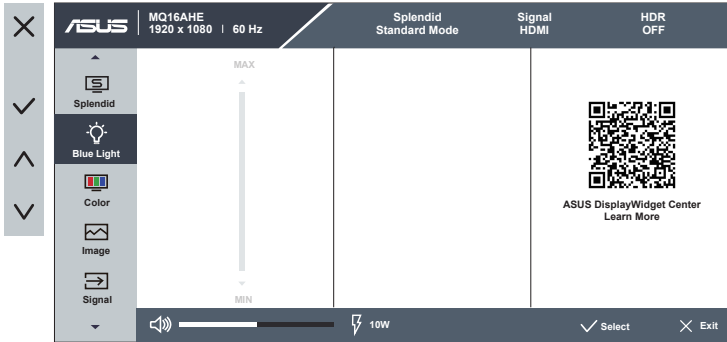 ASUS
MQ16AHE
1920 x 1080 | 60 Hz
Splendid
Standard Mode
Signal
HDMI
HDR
OFF
Splendid
Blue Light
Color
Image
Signal
MAX
MIN
ASUS DisplayWidget Center
Learn More
10W
Select
Exit